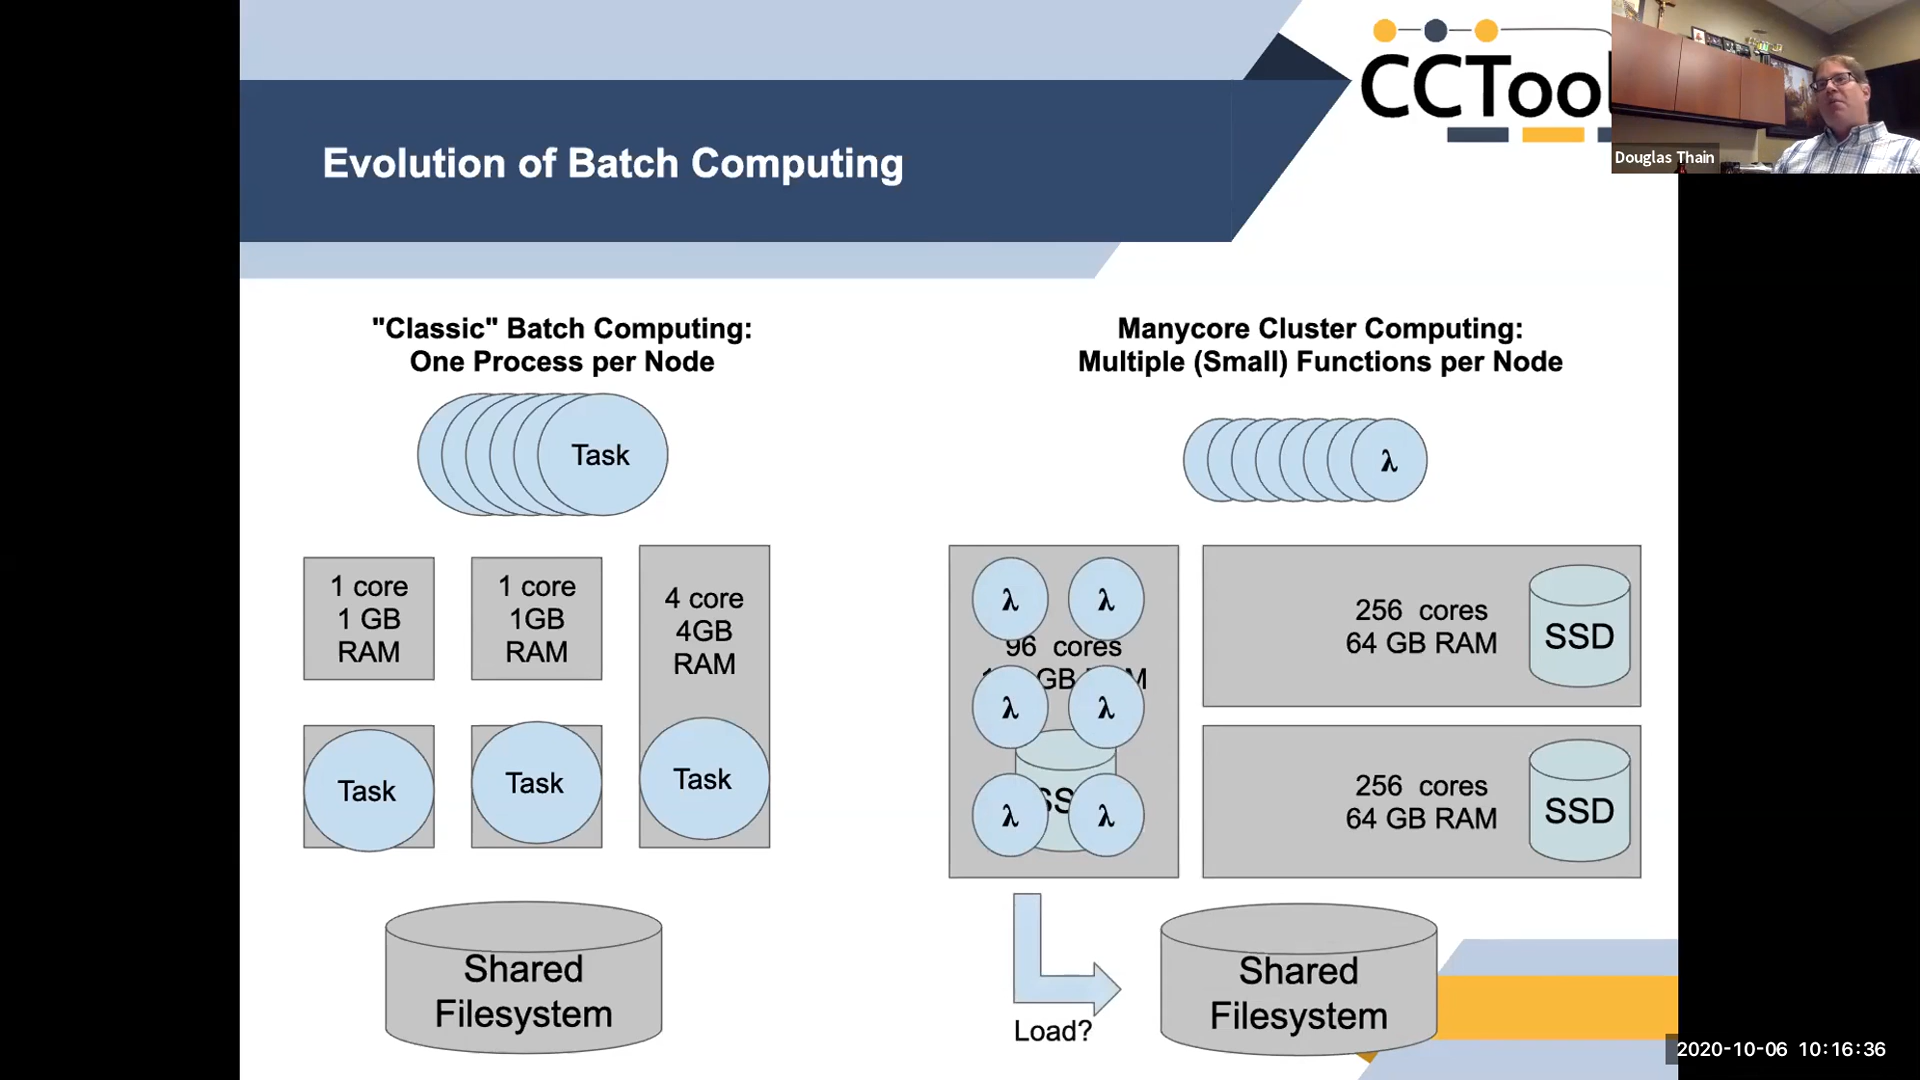 CCTool
Douglas Thain
Evolution of Batch Computing
"Classic" Batch Computing:
One Process per Node
Manycore Cluster Computing:
Multiple (Small) Functions per Node
Task
λ
1 core
1 GB
RAM
1 core
1GB
RAM
4 core
4GB
RAM
Task
Task
Task
λ
λ
96 cores
GB
λ
λ
λ
λ
256 cores
64 GB RAM
SSD
256 cores
64 GB RAM
SSD
Shared
Filesystem
Load?
Shared
Filesystem
2020-10-06 10:16:36